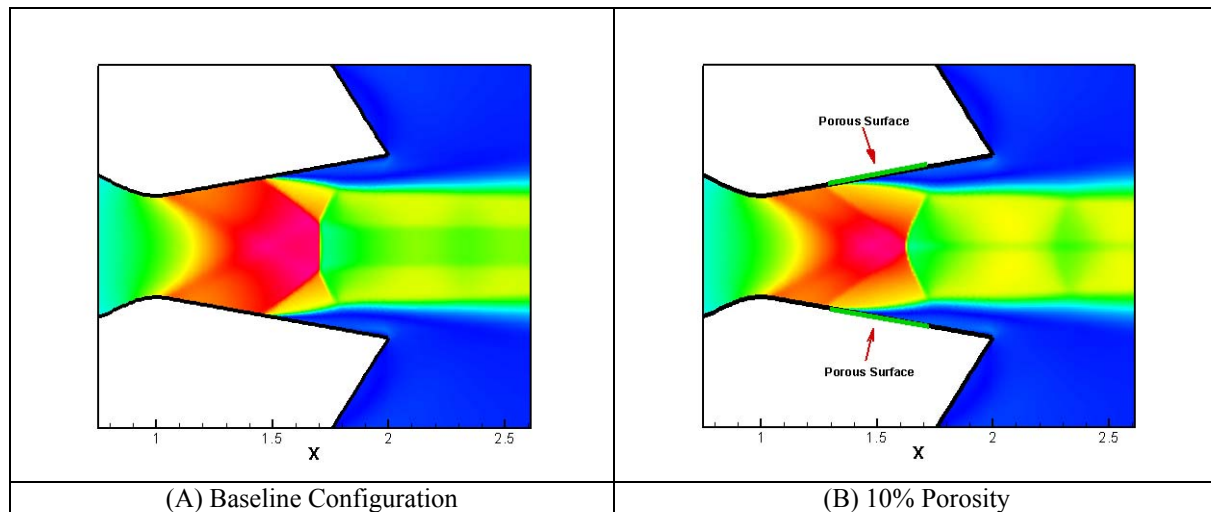 1
1.5
2
2.5
X
(A) Baseline Configuration
Porous Surface
Porous Surface
1
1.5
2
2.5
X
(B) 10% Porosity